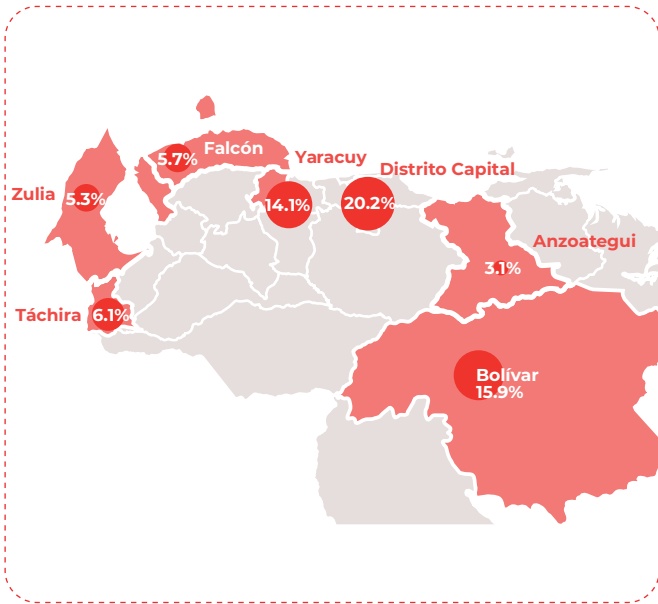 Falcón
5.7%
Yaracuy
Distrito Capital
Zulia
5.3%
14.1%
20.2%
Anzoategui
3.1%
Táchira
6.1%
Bolívar
15.9%